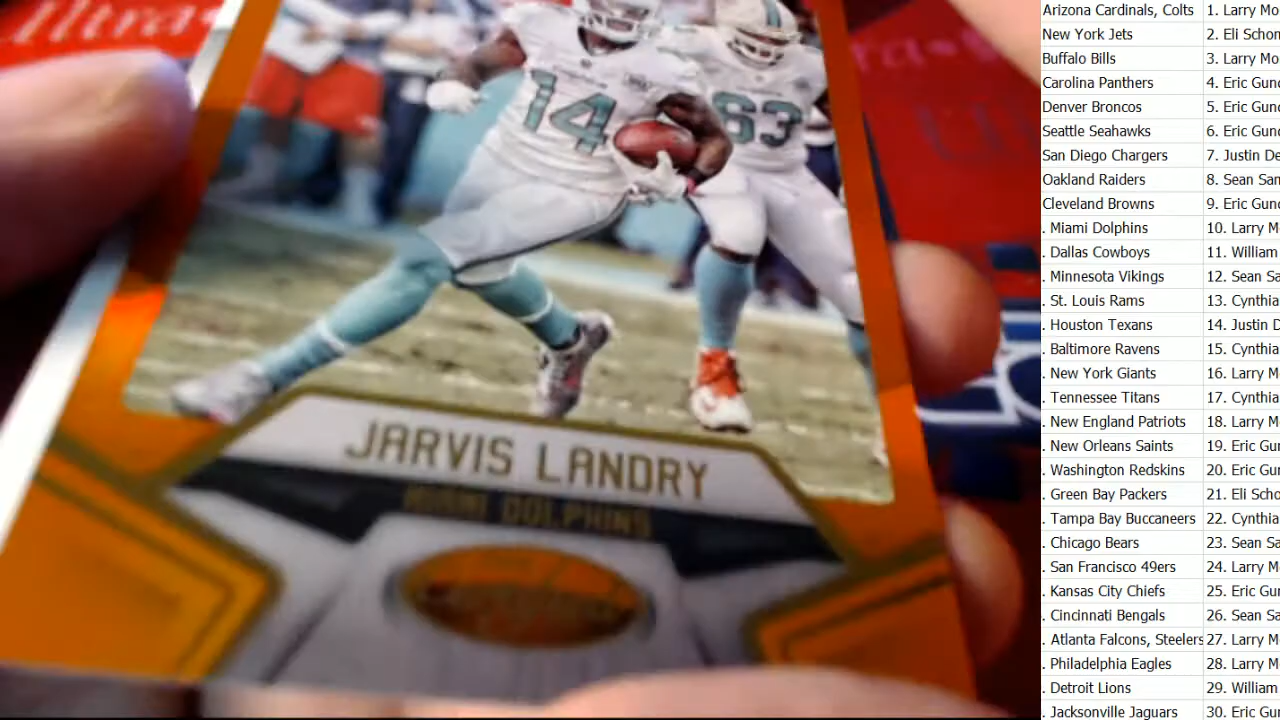 Ultra
14
63
JARVIS LANDRY
MIAMI DOLPHINS
Arizona Cardinals, Colts 1. Larry Mo
New York Jets 2. Eli Schon
Buffalo Bills 3. Larry Mo
Carolina Panthers 4. Eric Gund
Denver Broncos 5. Eric Gund
Seattle Seahawks 6. Eric Gun
San Diego Chargers 7. Justin De
Oakland Raiders 8. Sean San
Cleveland Browns 9. Eric Gund
. Miami Dolphins 10. Larry M
. Dallas Cowboys 11. William
. Minnesota Vikings 12. Sean Sa
. St. Louis Rams 13. Cynthia
. Houston Texans 14. Justin D
. Baltimore Ravens 15. Cynthia
. New York Giants 16. Larry M
. Tennessee Titans 17. Cynthia
. New England Patriots 18. Larry M
. New Orleans Saints 19. Eric Gu
. Washington Redskins 20. Eric Gu
. Green Bay Packers 21. Eli Scho
. Tampa Bay Buccaneers 22. Cynthia
. Chicago Bears 23. Sean Sa
. San Francisco 49ers 24. Larry M
. Kansas City Chiefs 25. Eric Gu
. Cincinnati Bengals 26. Sean Sa
. Atlanta Falcons, Steelers 27. Larry M
. Philadelphia Eagles 28. Larry M
. Detroit Lions 29. William
. Jacksonville Jaguars 30. Eric Gu